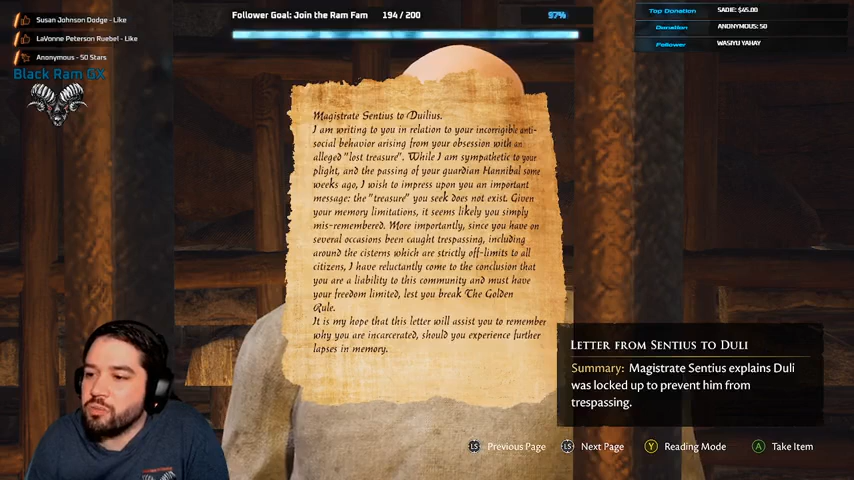 Susan Johnson Dodge - Like
LaVonne Peterson Ruebel - Like
Anonymous - 50 Stars
Black Ram GX
Follower Goal: Join the Ram Fam 194 / 200 97%
Top Donation SADIE: $45.00
Donation ANONYMOUS: 50
Follower WASIYU YAHAY
Magistrate Sentius to Duilius.
I am writing to you in relation to your incorrigible anti-
social behavior arising from your obsession with an
alleged "lost treasure". While I am sympathetic to your
plight, and the passing of your guardian Hannibal some
weeks ago, I wish to impress upon you an important
message: the "treasure" you seek does not exist. Given
your memory limitations, it seems likely you simply
mis-remembered. More importantly, since you have on
several occasions been caught trespassing, including
around the cisterns which are strictly off-limits to all
citizens, I have reluctantly come to the conclusion that
you are a liability to this community and must have
your freedom limited, lest you break The Golden
Rule.
It is my hope that this letter will assist you to remember
why you are incarcerated, should you experience further
lapses in memory.
Letter from Sentius to Duli
Summary: Magistrate Sentius explains Duli
was locked up to prevent him from
trespassing.
LS Previous Page LS Next Page Y Reading Mode A Take Item